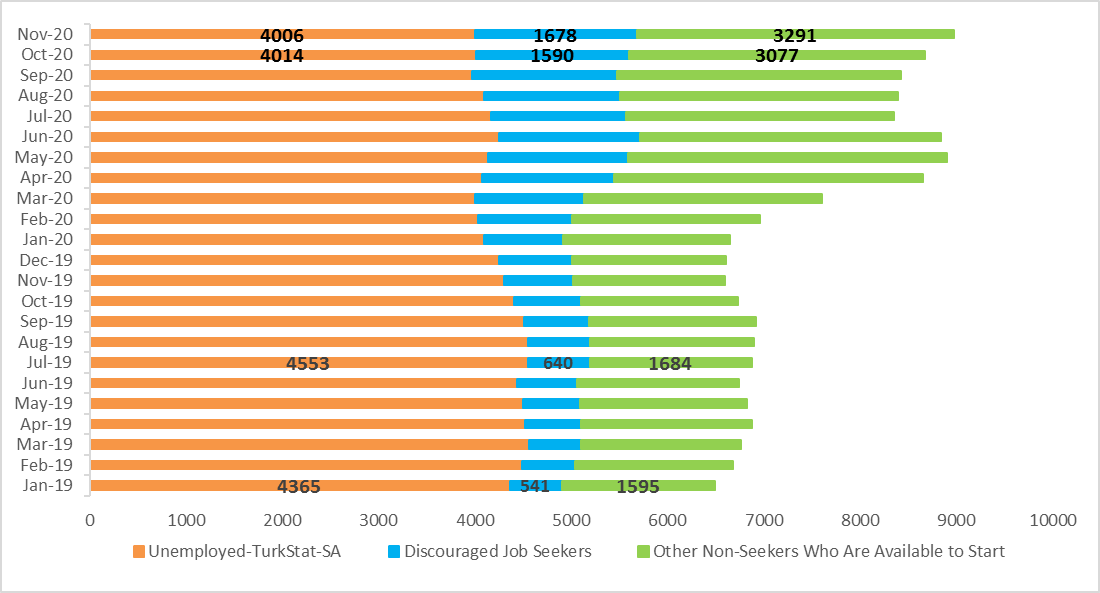 Nov-20 4006 1678 3291
Oct-20 4014 1590 3077
Sep-20
Aug-20
Jul-20
Jun-20
May-20
Apr-20
Mar-20
Feb-20
Jan-20
Dec-19
Nov-19
Oct-19
Sep-19
Aug-19
Jul-19 4553 640 1684
Jun-19
May-19
Apr-19
Mar-19
Feb-19
Jan-19 4365 541 1595
0 1000 2000 3000 4000 5000 6000 7000 8000 9000 10000
Unemployed-TurkStat-SA Discouraged Job Seekers Other Non-Seekers Who Are Available to Start